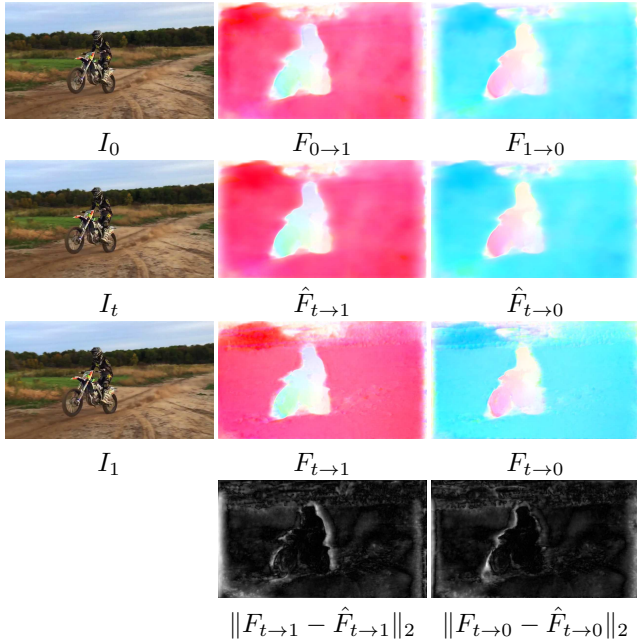 I_0 F_{0→1} F_{1→0}
I_t \hat{F}_{t→1} \hat{F}_{t→0}
I_1 F_{t→1} F_{t→0}
‖F_{t→1} − \hat{F}_{t→1}‖_2 ‖F_{t→0} − \hat{F}_{t→0}‖_2